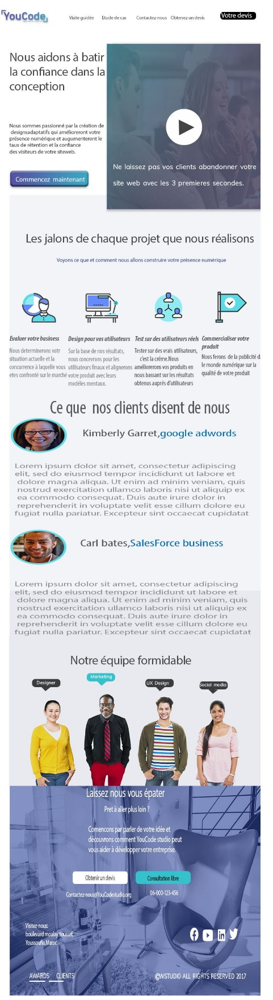 YouCode
Visite guidée Etude de cas Contactez-nous Obtenez un devis Votre devis
Nous aidons à batir
la confiance dans la
conception
Nous sommes passionné par la création de
designsadaptatifs qui amélioreront votre
présence numérique et augumenteront le
taux de rétention et la confiance
des visiteurs de votre siteweb.
Commencez maintenant
Ne laissez pas vos clients abandonner votre
site web avec les 3 premieres secondes.
Les jalons de chaque projet que nous réalisons
Voyons ce que et comment nous allons construire votre présence numérique
Evaluer votre business
Nous determinerons votr
situation actuelle et la
concurrence à laquelle vous
etes confronté sur le marché
Design pour vos utilisateurs
Sur la base de nos résultats,
nous concevrons pour les
utilisateurs finaux et alignerons
votre produit avec leurs
modéles mentaux.
Test sur des utilisateurs réels
Tester sur des vrais utilisateurs,
c'est la créme.Nous
améliorerons vos produits en
nous bassant sur les résultats
obtenus auprés d'utilisateurs
Commercialiser votre
produit
Nous ferons de la publicité d
le monde numérique sur la
qualité de votre produit
Ce que nos clients disent de nous
Kimberly Garret,google adwords
Lorem ipsum dolor sit amet, consectetur adipiscing
elit, sed do eiusmod tempor incididunt ut labore et
dolore magna aliqua. Ut enim ad minim veniam, quis
nostrud exercitation ullamco laboris nisi ut aliquip ex
ea commodo consequat. Duis aute irure dolor in
reprehenderit in voluptate velit esse cillum dolore eu
fugiat nulla pariatur. Excepteur sint occaecat cupidatat
Carl bates,SalesForce business
Lorem ipsum dolor sit amet, consectetur adipiscing
elit, sed do eiusmod tempor incididunt ut labore et
dolore magna aliqua. Ut enim ad minim veniam, quis
nostrud exercitation ullamco laboris nisi ut aliquip ex
ea commodo consequat. Duis aute irure dolor in
reprehenderit in voluptate velit esse cillum dolore eu
fugiat nulla pariatur. Excepteur sint occaecat cupidatat
Notre équipe formidable
Designer
Marketing
UX Design
Social media
Laissez nous vous épater
Pret à aller plus loin ?
Comencons par parler de votre idée et
découvrons comment YouCode studio peut
vous aider à développer votre entreprise.
Obtenir un devis Consultation libre
Contactez-nous@YouCodestudio.org 06-000-123-456
Visitez-nous:
boulevard moulay Youssef,
Youssoufia,Maroc
AWARDS CLIENTS
©WSTUDIO ALL RIGHTS RESERVED 2017